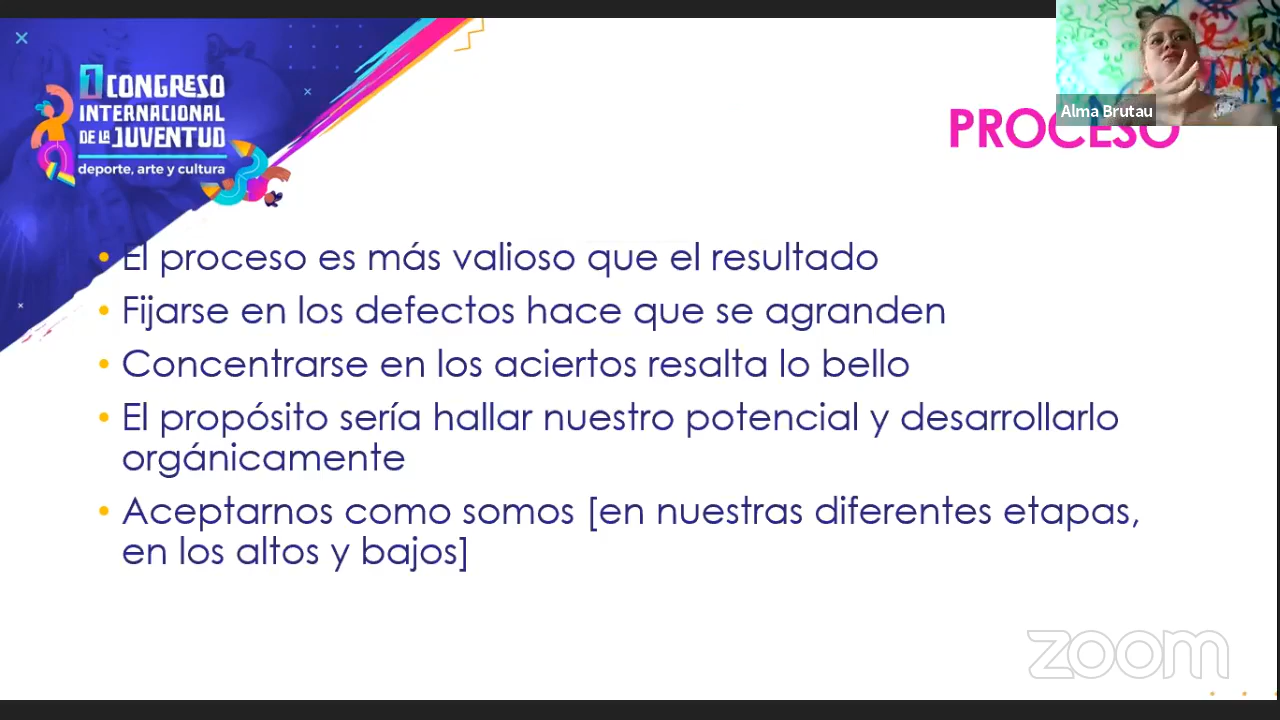 1 CONGRESO
INTERNACIONAL
DE LA JUVENTUD
deporte, arte y cultura
Alma Brutau
PROCESO
• El proceso es más valioso que el resultado
• Fijarse en los defectos hace que se agranden
• Concentrarse en los aciertos resalta lo bello
• El propósito sería hallar nuestro potencial y desarrollarlo
orgánicamente
• Aceptarnos como somos [en nuestras diferentes etapas,
en los altos y bajos]
zoom